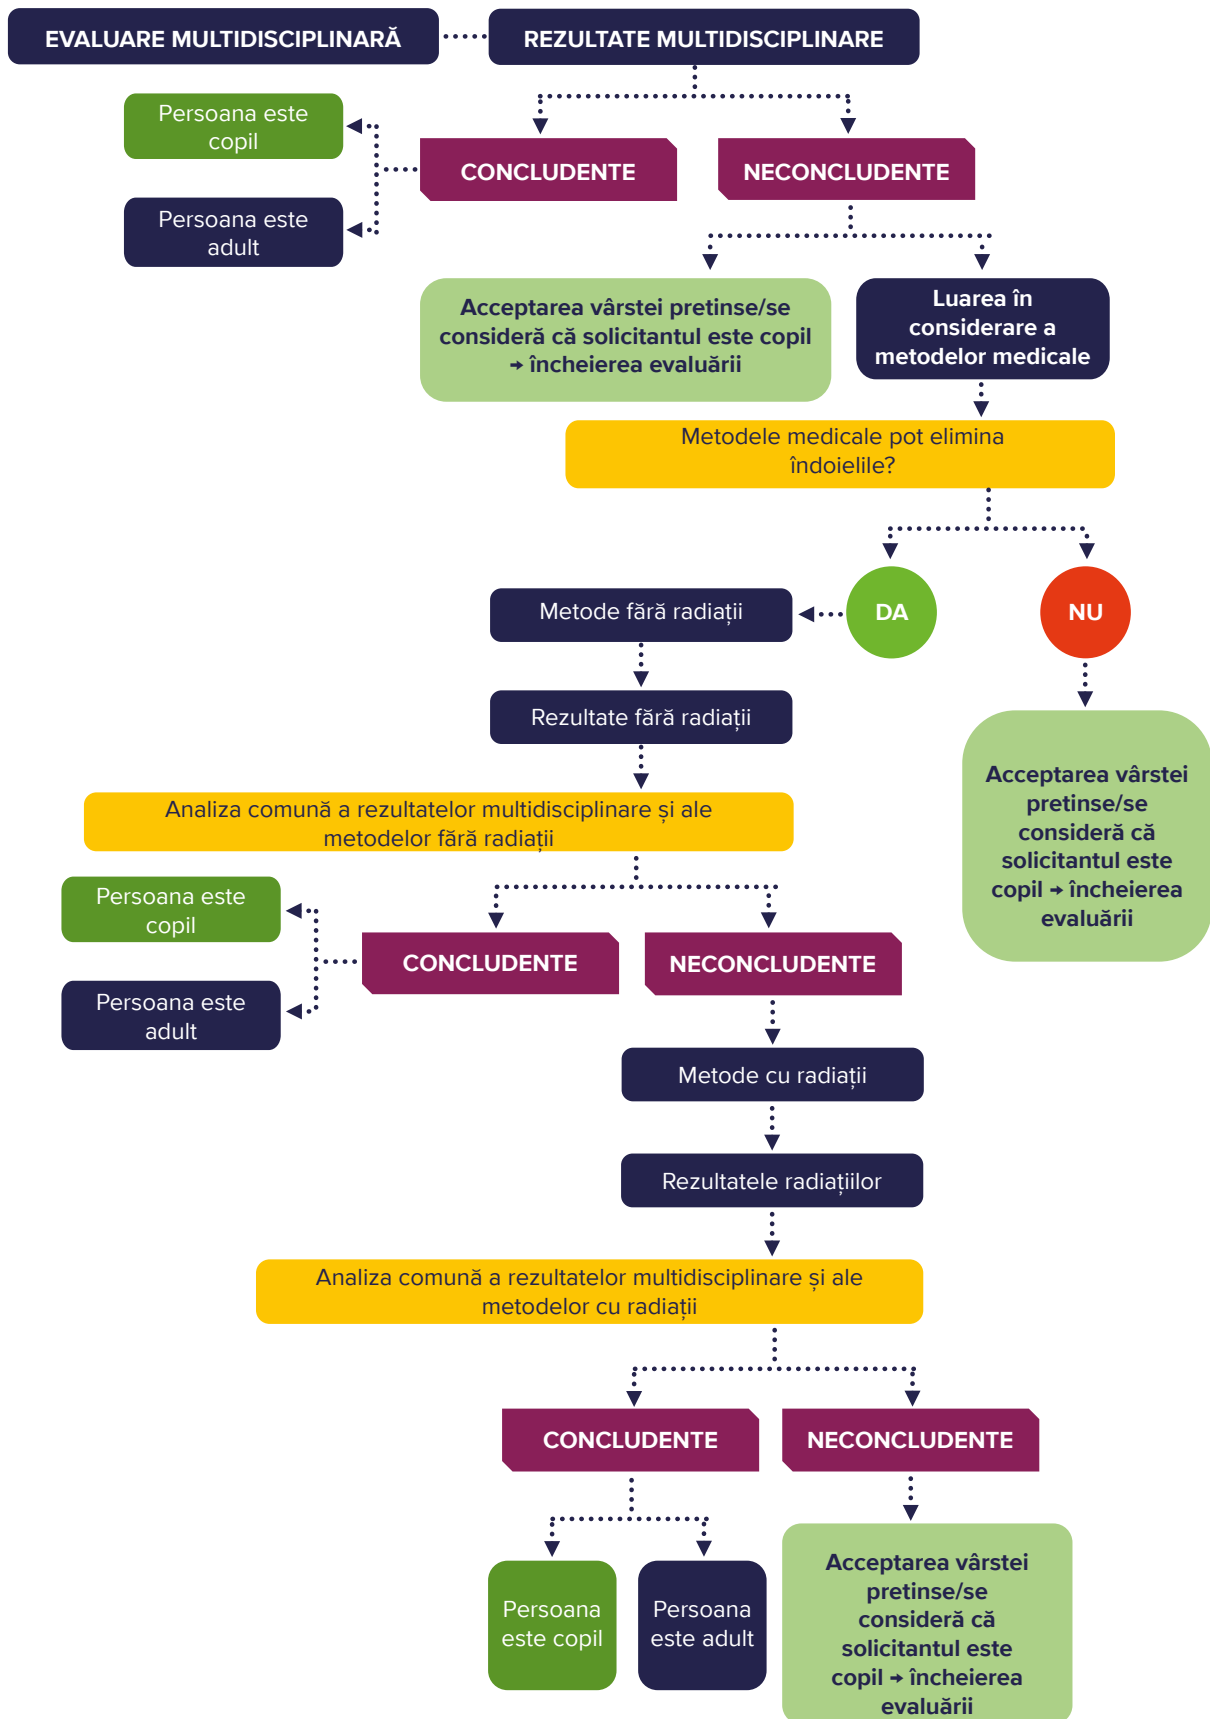 EVALUARE MULTIDISCIPLINARĂ
REZULTATE MULTIDISCIPLINARE
Persoana este
copil
CONCLUDENTE
NECONCLUDENTE
Persoana este
adult
Acceptarea vârstei pretinse/se
consideră că solicitantul este copil
→ încheierea evaluării
Luarea în
considerare a
metodelor medicale
Metodele medicale pot elimina
îndoielile?
DA
NU
Metode fără radiații
Rezultate fără radiații
Acceptarea vârstei
pretinse/se
consideră că
solicitantul este
copil → încheierea
evaluării
Analiza comună a rezultatelor multidisciplinare și ale
metodelor fără radiații
Persoana este
copil
CONCLUDENTE
NECONCLUDENTE
Persoana este
adult
Metode cu radiații
Rezultatele radiațiilor
Analiza comună a rezultatelor multidisciplinare și ale
metodelor cu radiații
CONCLUDENTE
NECONCLUDENTE
Persoana
este copil
Persoana
este adult
Acceptarea vârstei
pretinse/se
consideră că
solicitantul este
copil → încheierea
evaluării